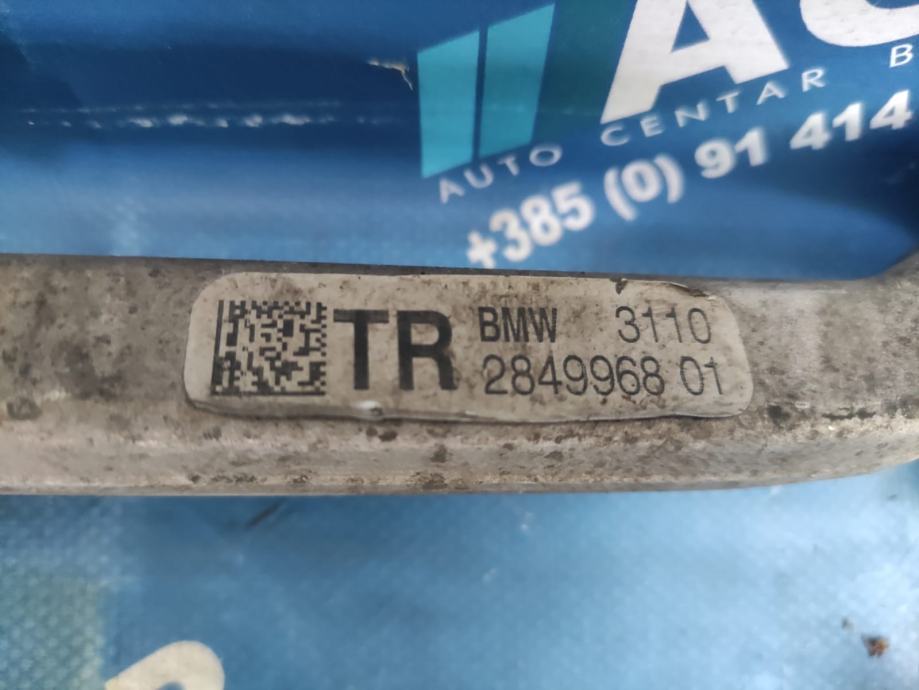 AUTO CENTAR B
+385 (0) 91 414
TR
BMW 3110
2849968 01